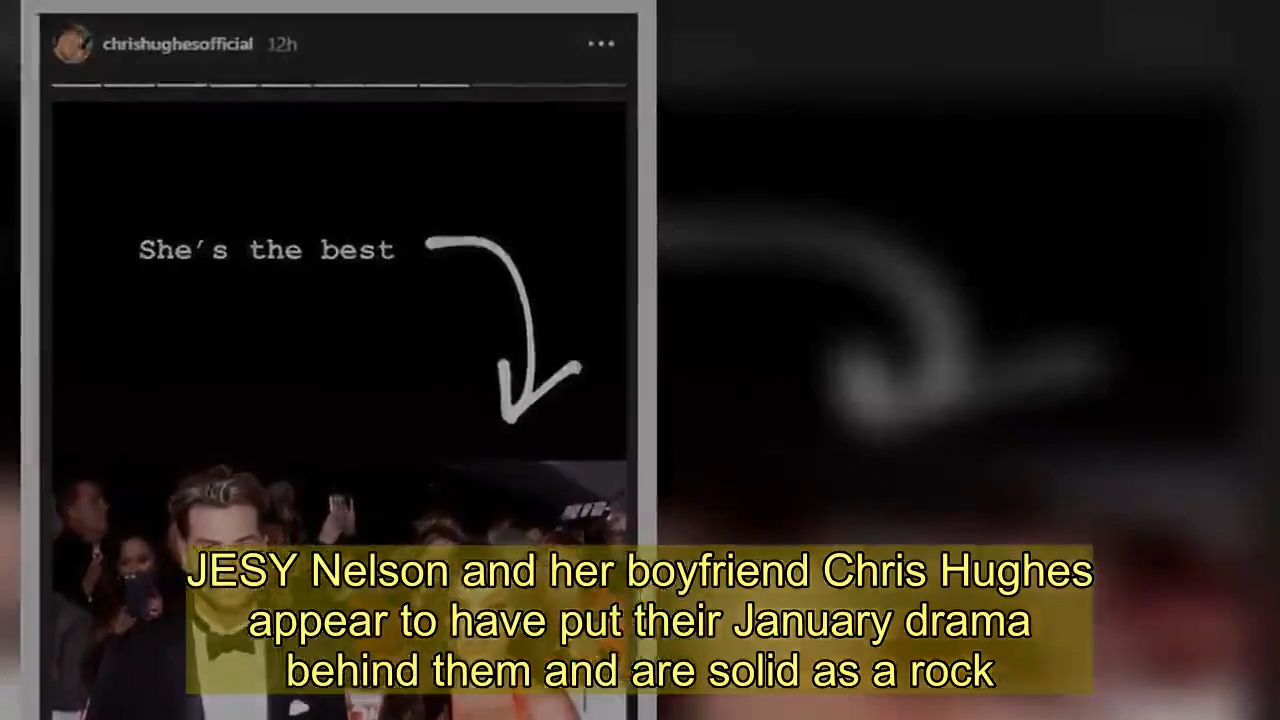 chrishughesofficial 12h
She's the best
JESY Nelson and her boyfriend Chris Hughes
appear to have put their January drama
behind them and are solid as a rock